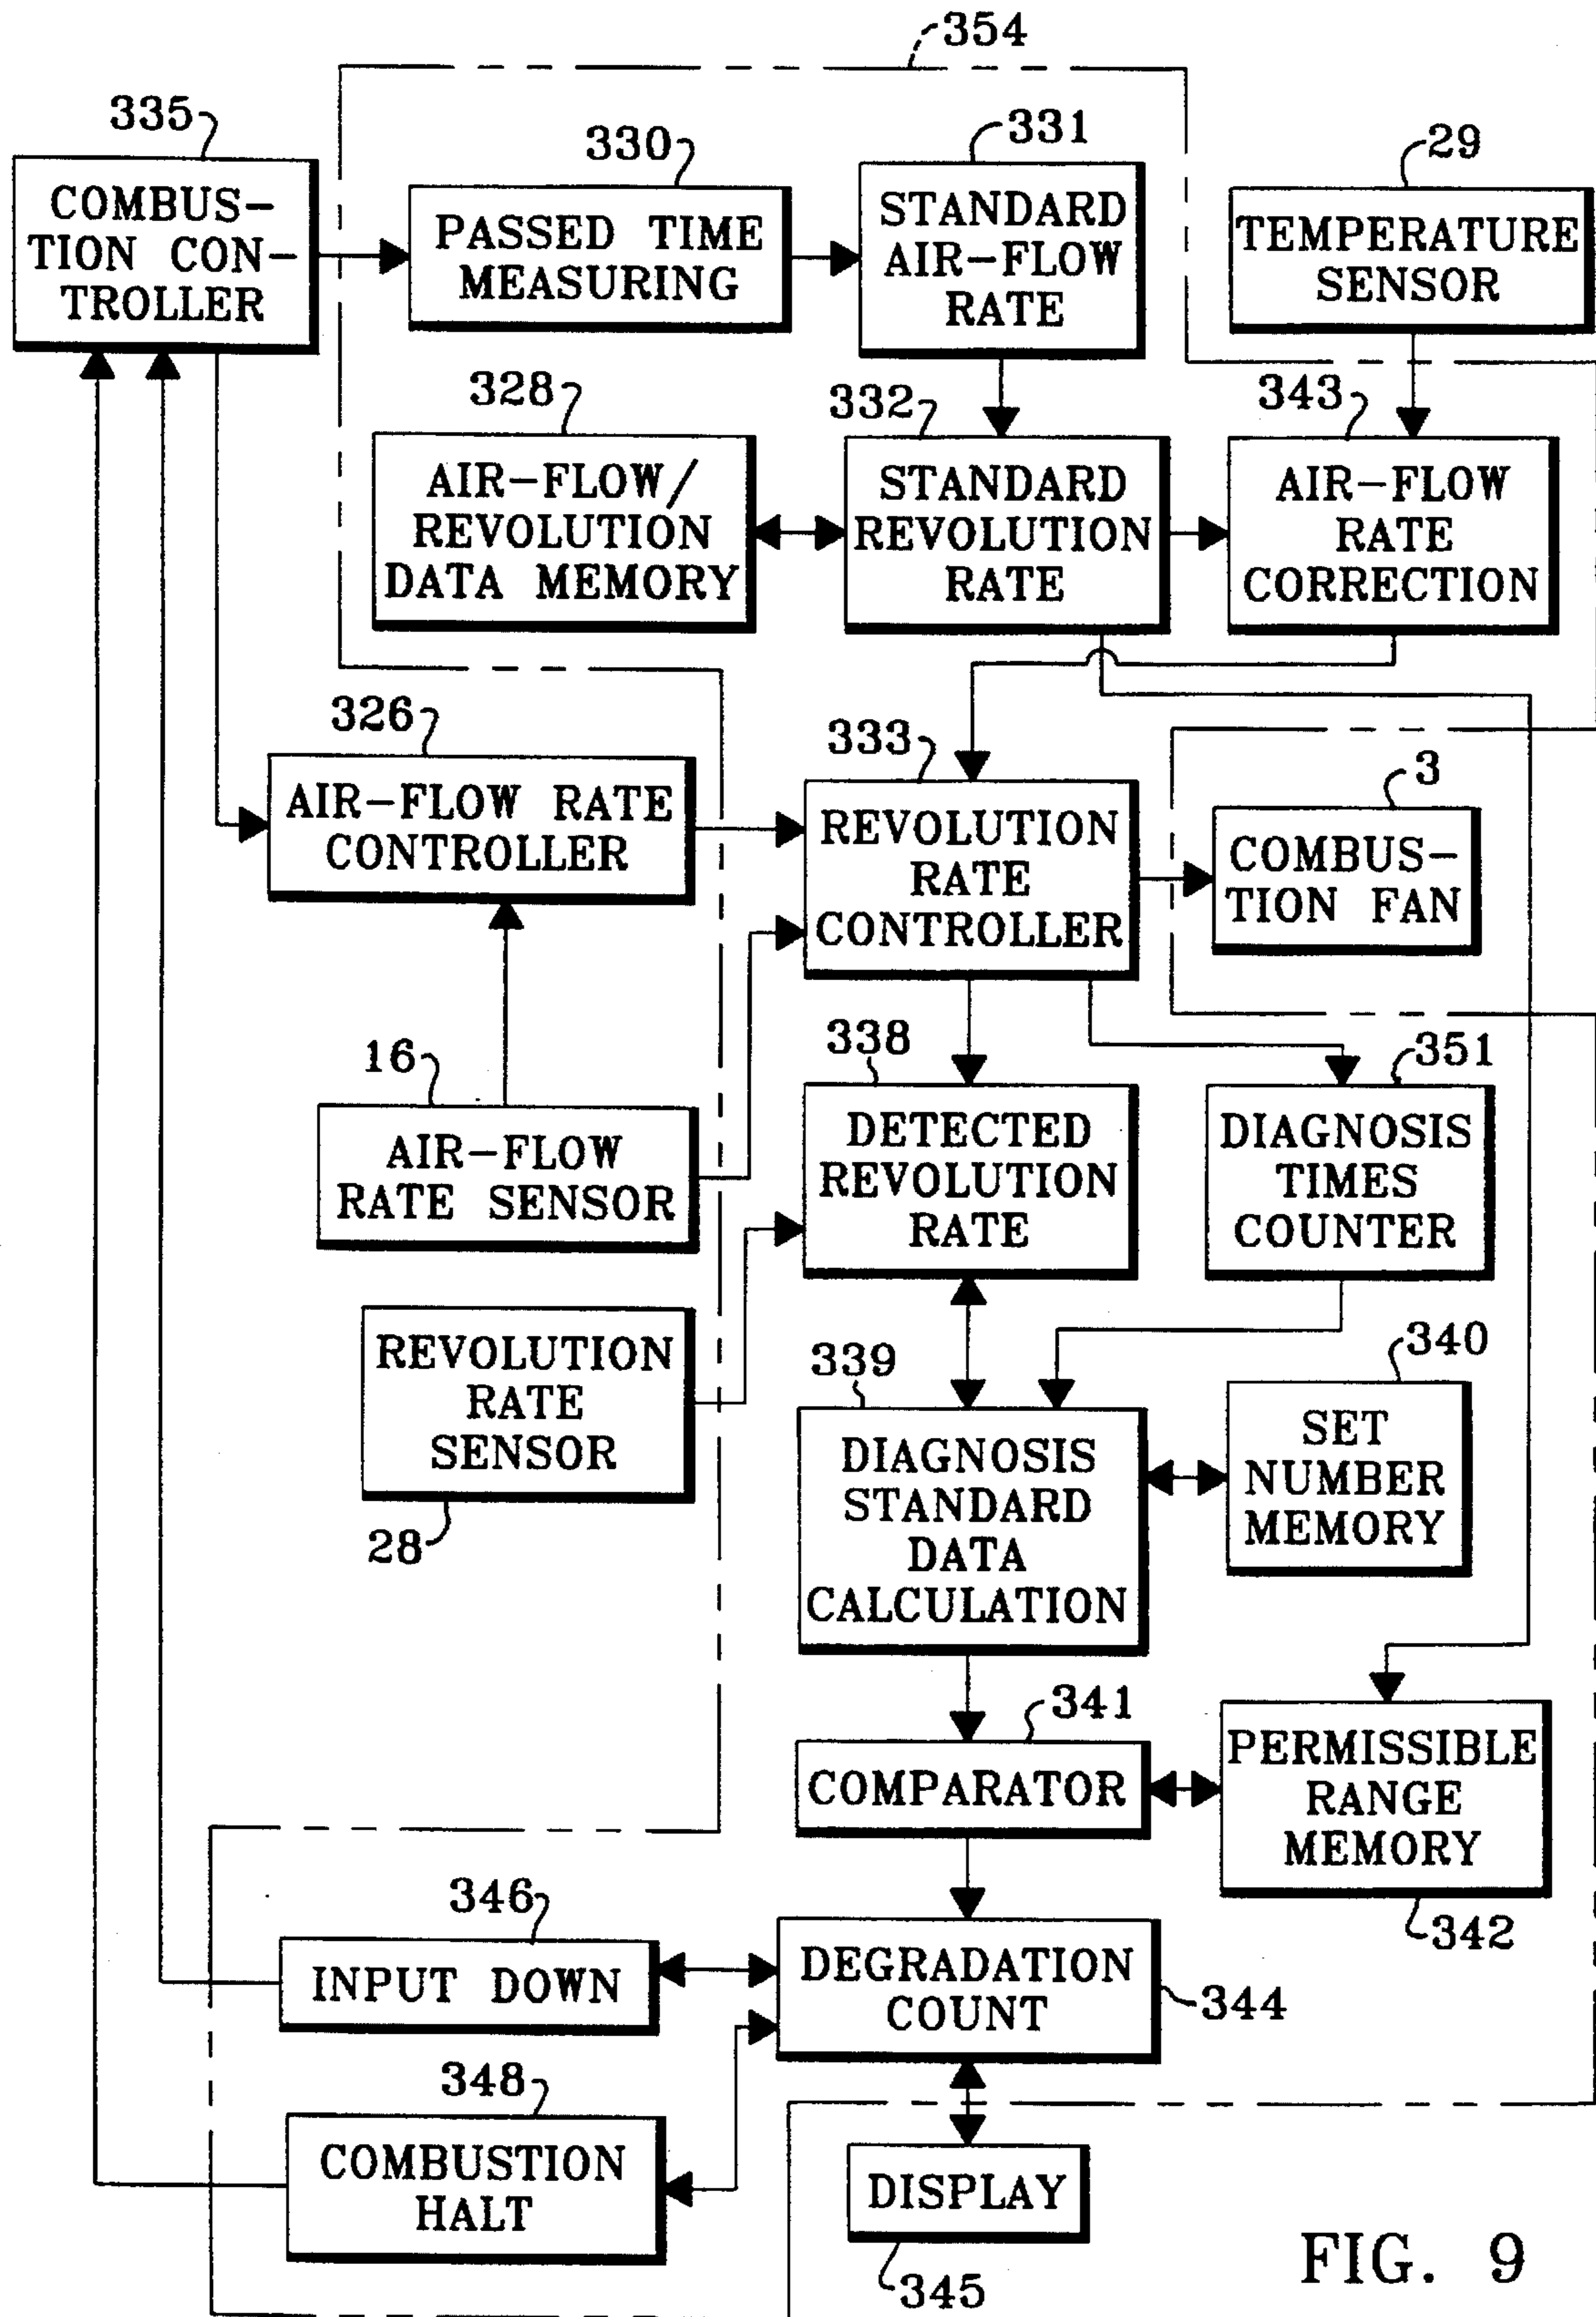 354
335
COMBUS-
TION CON-
TROLLER
330
PASSED TIME
MEASURING
331
STANDARD
AIR-FLOW
RATE
29
TEMPERATURE
SENSOR
328
AIR-FLOW/
REVOLUTION
DATA MEMORY
332
STANDARD
REVOLUTION
RATE
343
AIR-FLOW
RATE
CORRECTION
326
AIR-FLOW RATE
CONTROLLER
333
REVOLUTION
RATE
CONTROLLER
3
COMBUS-
TION FAN
16
AIR-FLOW
RATE SENSOR
338
DETECTED
REVOLUTION
RATE
351
DIAGNOSIS
TIMES
COUNTER
REVOLUTION
RATE
SENSOR
28
339
DIAGNOSIS
STANDARD
DATA
CALCULATION
340
SET
NUMBER
MEMORY
341
COMPARATOR
PERMISSIBLE
RANGE
MEMORY
342
346
INPUT DOWN
DEGRADATION
COUNT
344
348
COMBUSTION
HALT
DISPLAY
345
FIG. 9